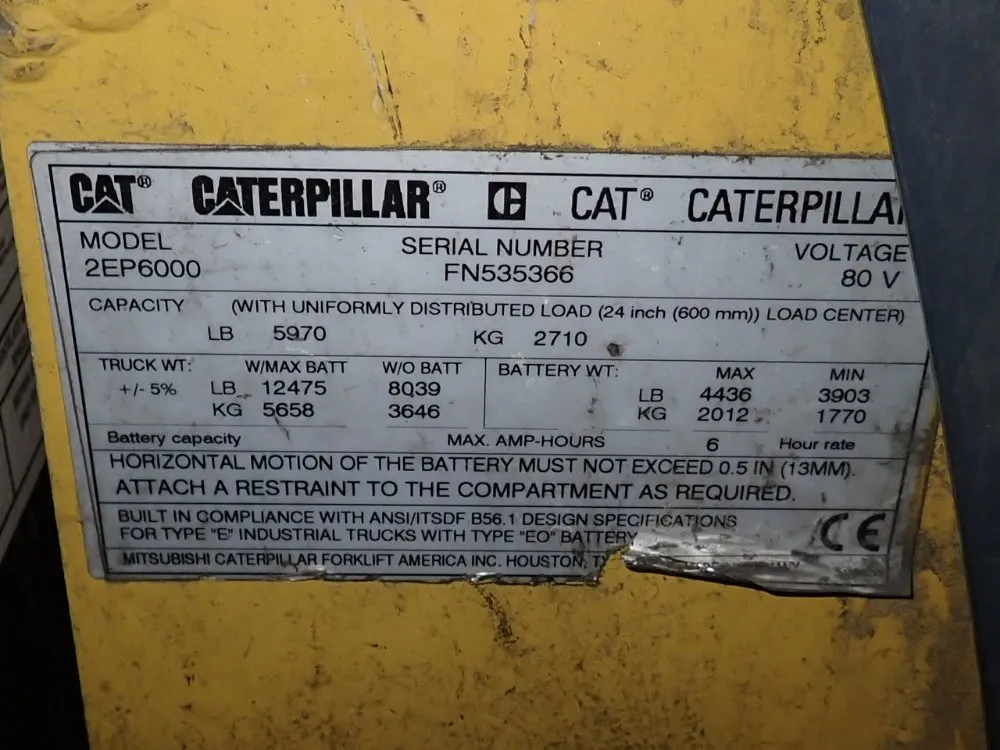 CAT® CATERPILLAR® CAT® CATERPILLA
MODEL SERIAL NUMBER VOLTAGE
2EP6000 FN535366 80 V
CAPACITY (WITH UNIFORMLY DISTRIBUTED LOAD (24 inch (600 mm)) LOAD CENTER)
LB 5970 KG 2710
TRUCK WT: W/MAX BATT W/O BATT BATTERY WT: MAX MIN
+/- 5% LB 12475 8039 LB 4436 3903
KG 5658 3646 KG 2012 1770
Battery capacity MAX. AMP-HOURS 6 Hour rate
HORIZONTAL MOTION OF THE BATTERY MUST NOT EXCEED 0.5 IN (13MM).
ATTACH A RESTRAINT TO THE COMPARTMENT AS REQUIRED.
BUILT IN COMPLIANCE WITH ANSI/ITSDF B56.1 DESIGN SPECIFICATIONS
FOR TYPE "E" INDUSTRIAL TRUCKS WITH TYPE "EO" BATTERY
CE
MITSUBISHI CATERPILLAR FORKLIFT AMERICA INC. HOUSTON,